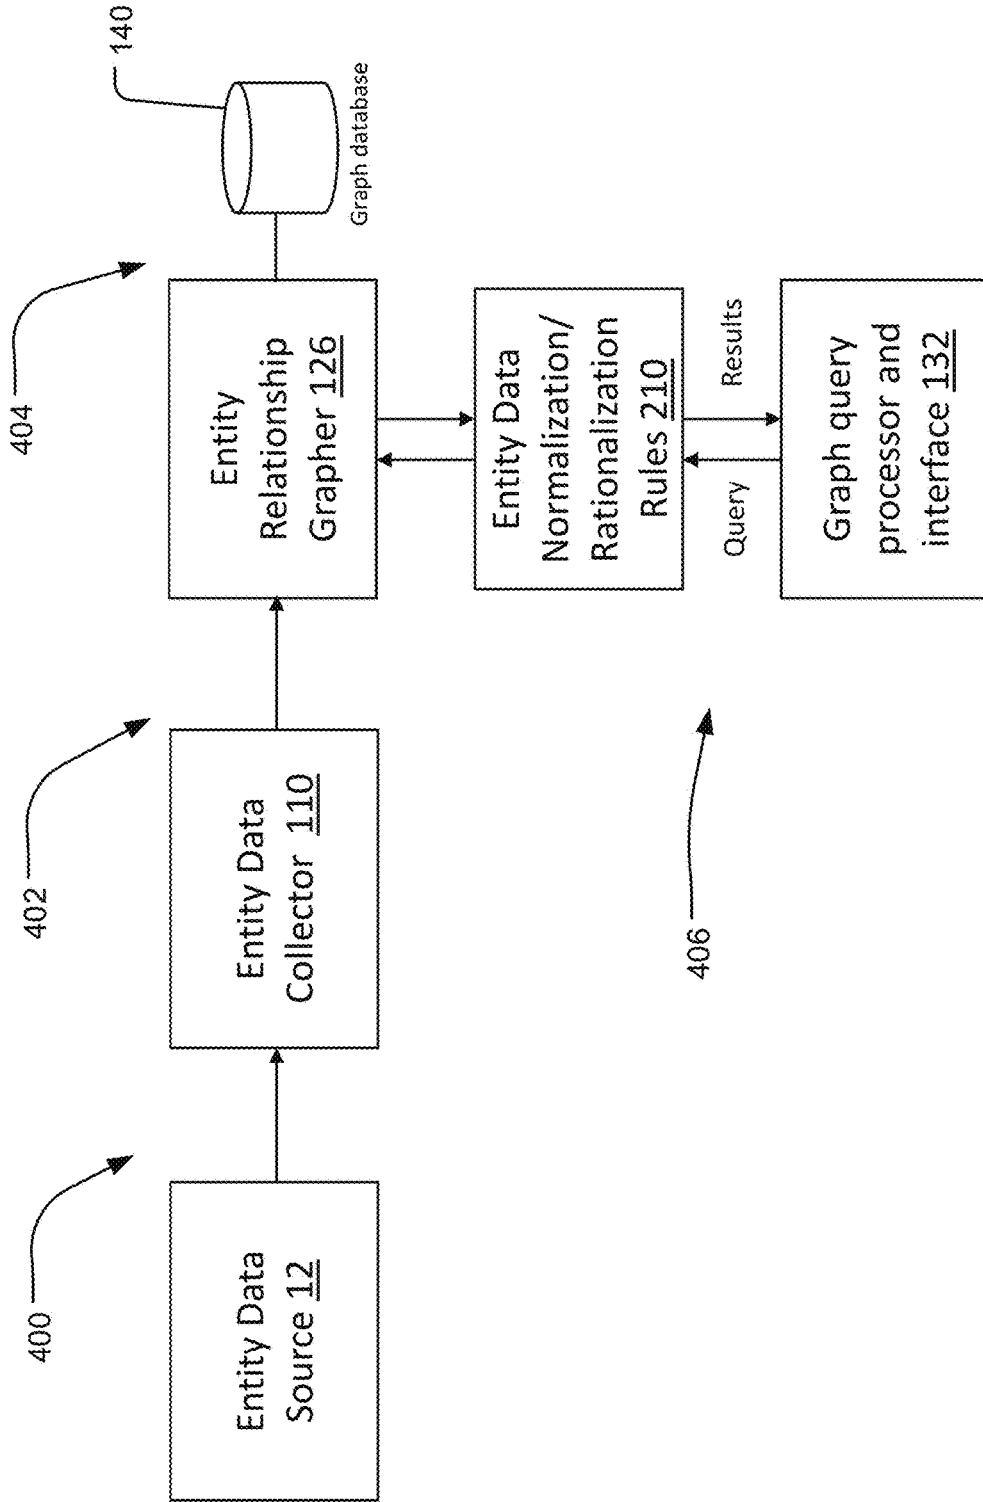 400
402
404
140
Entity Data
Source 12
Entity Data
Collector 110
Entity
Relationship
Grapher 126
Graph database
Entity Data
Normalization/
Rationalization
Rules 210
406
Query
Results
Graph query
processor and
interface 132